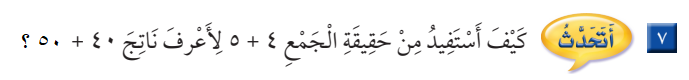 ٧ أَتَحَدَّثُ كَيْفَ أَسْتَفِيدُ مِنْ حَقِيقَةِ الْجَمْعِ ٤ + ٥ لِأَعْرِفَ نَاتِجَ ٤٠ + ٥٠ ؟